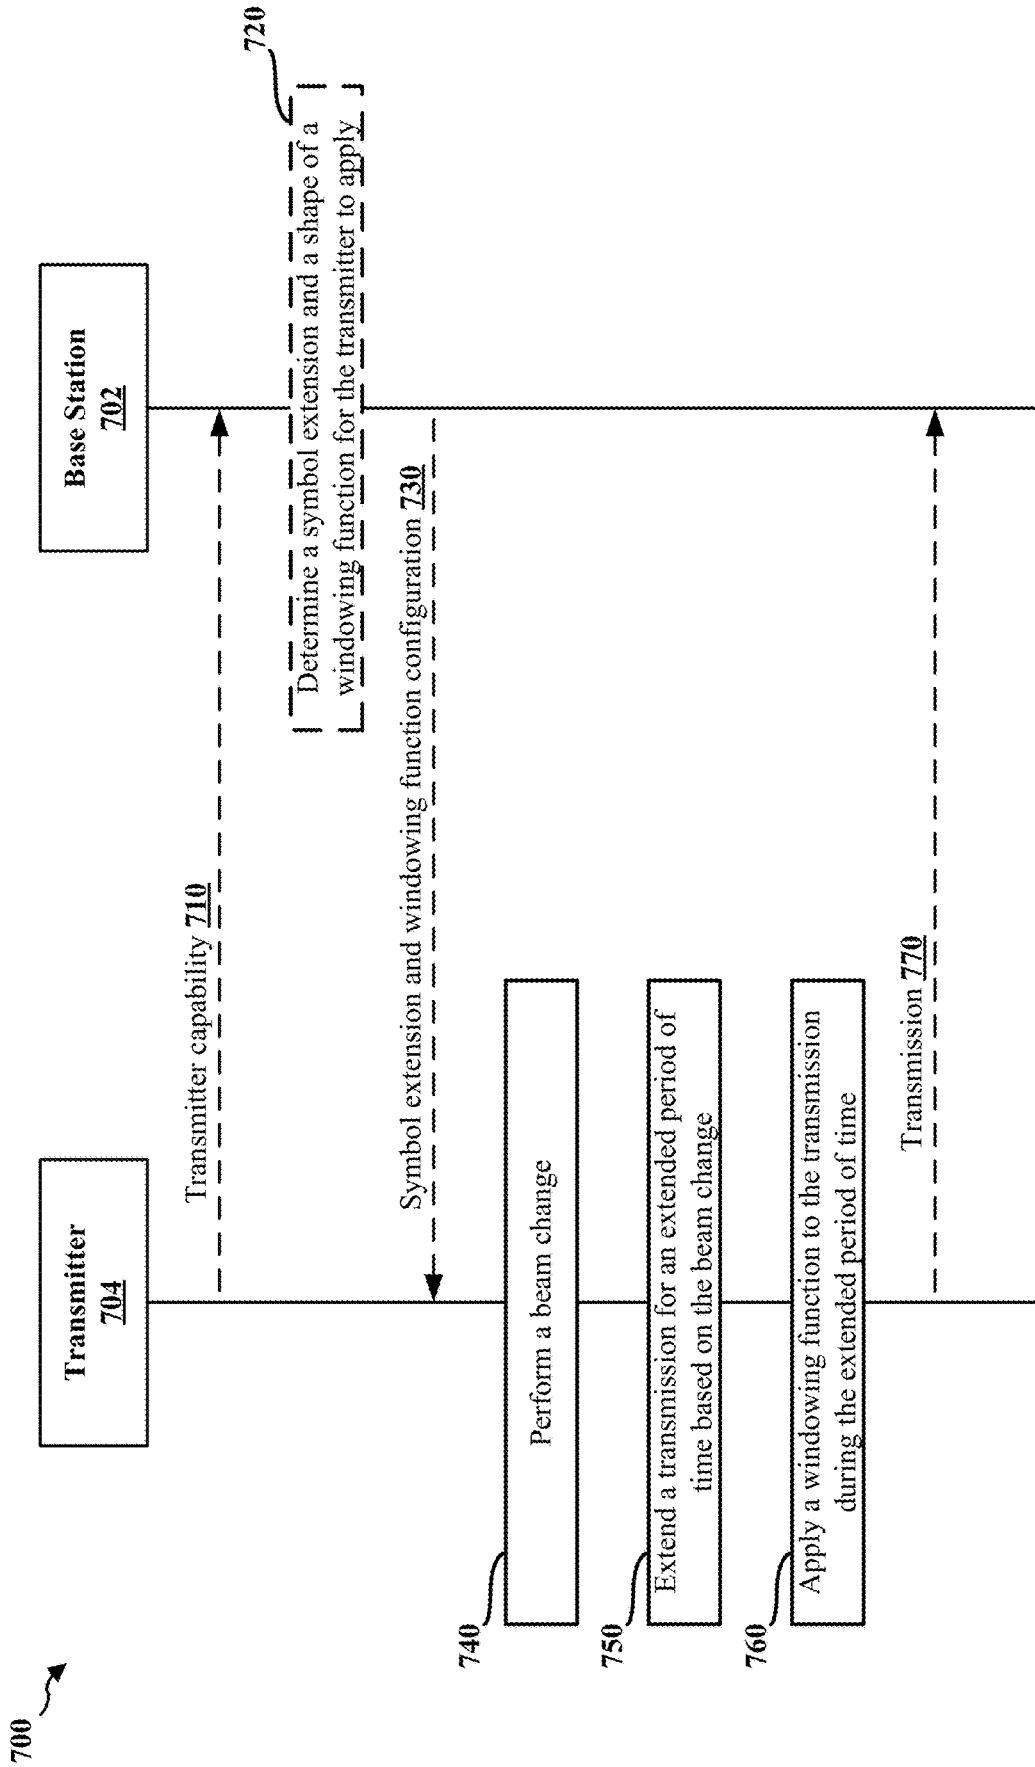 700
Transmitter
704
Base Station
702
Transmitter capability 710
720
Determine a symbol extension and a shape of a
windowing function for the transmitter to apply
Symbol extension and windowing function configuration 730
740
Perform a beam change
750
Extend a transmission for an extended period of
time based on the beam change
760
Apply a windowing function to the transmission
during the extended period of time
Transmission 770